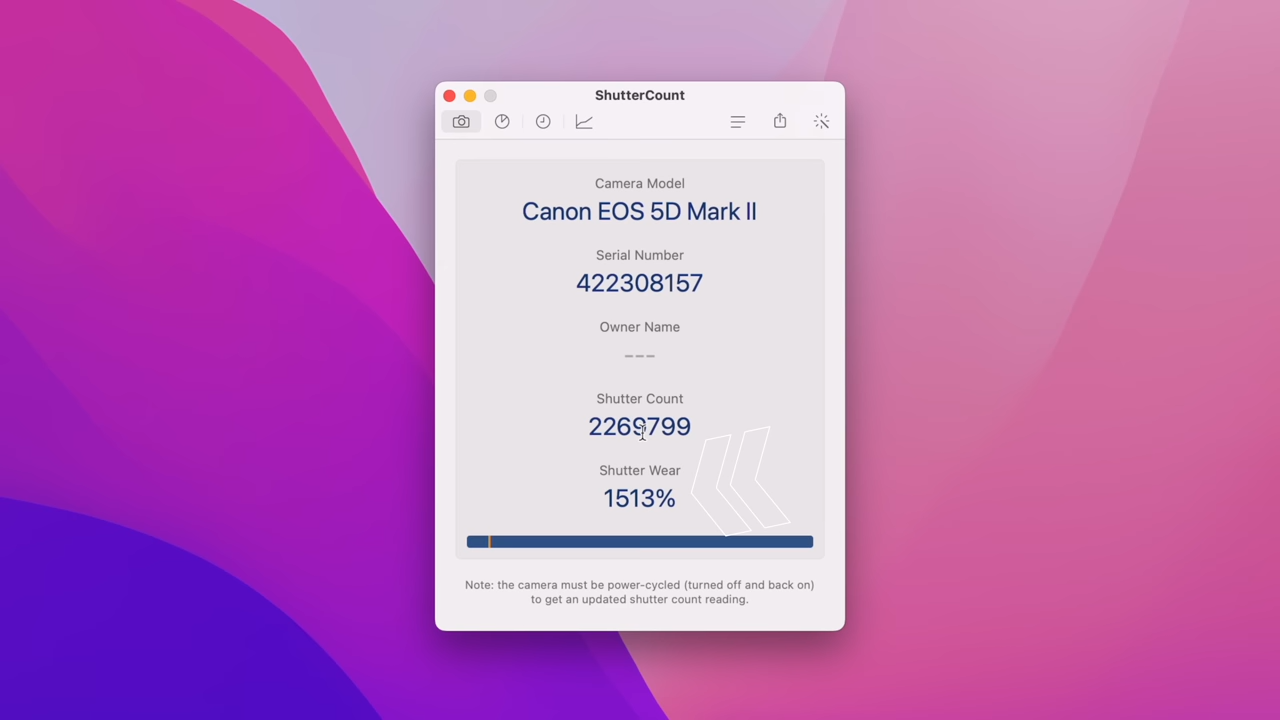 ShutterCount
Camera Model
Canon EOS 5D Mark II
Serial Number
422308157
Owner Name
---
Shutter Count
2269799
Shutter Wear
1513%
Note: the camera must be power-cycled (turned off and back on)
to get an updated shutter count reading.